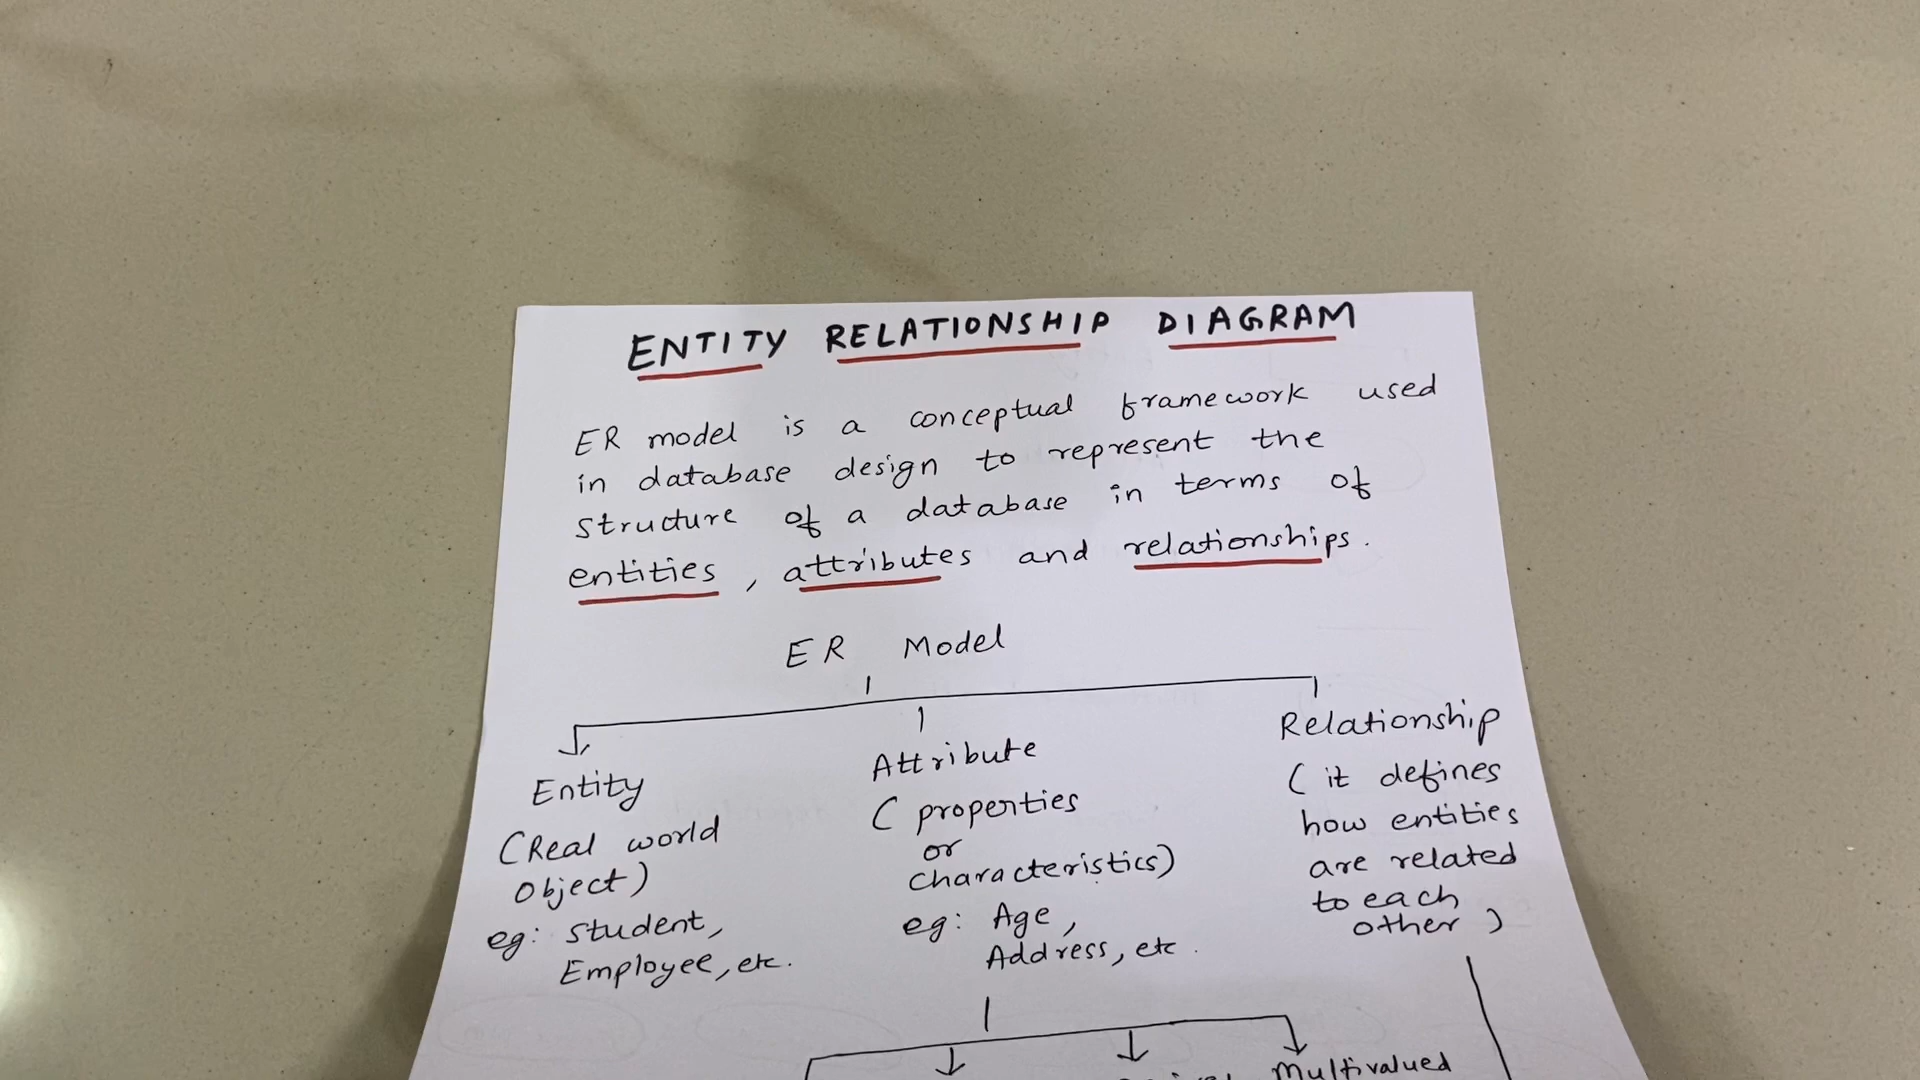 ENTITY RELATIONSHIP DIAGRAM
ER model is a conceptual framework used
in database design to represent the
structure of a database in terms of
entities, attributes and relationships.
ER Model
Entity
(Real world
object)
eg: student,
Employee, etc.
Attribute
( properties
or
characteristics)
eg: Age,
Address, etc.
Relationship
( it defines
how entities
are related
to each
other )
Multivalued